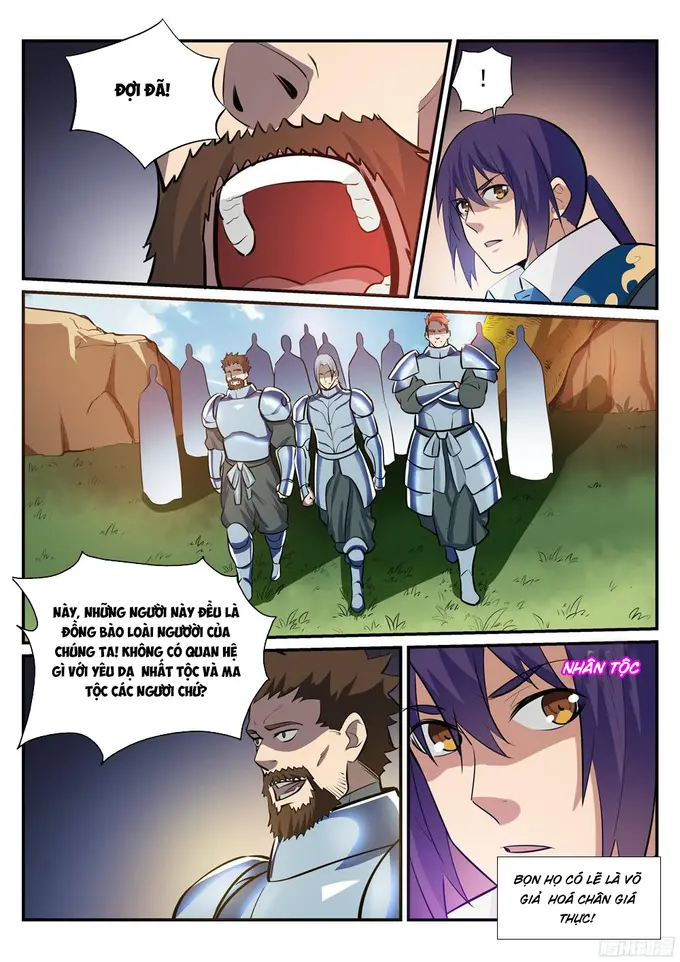 ĐỢI ĐÃ!
!
NÀY, NHỮNG NGƯỜI NÀY ĐỀU LÀ
ĐỒNG BÀO LOÀI NGƯƠỜI CỦA
CHÚNG TA! KHÔNG CÓ QUAN HỆ
GÌ VỚI YÊU DẠ NHẤT TỘC VÀ MA
TỘC CÁC NGƯƠI CHỨ?
NHÂN TỘC
BỌN HỌ CÓ LẼ LÀ VÕ
GIẢ HOÁ CHÂN GIẢ
THỰC!